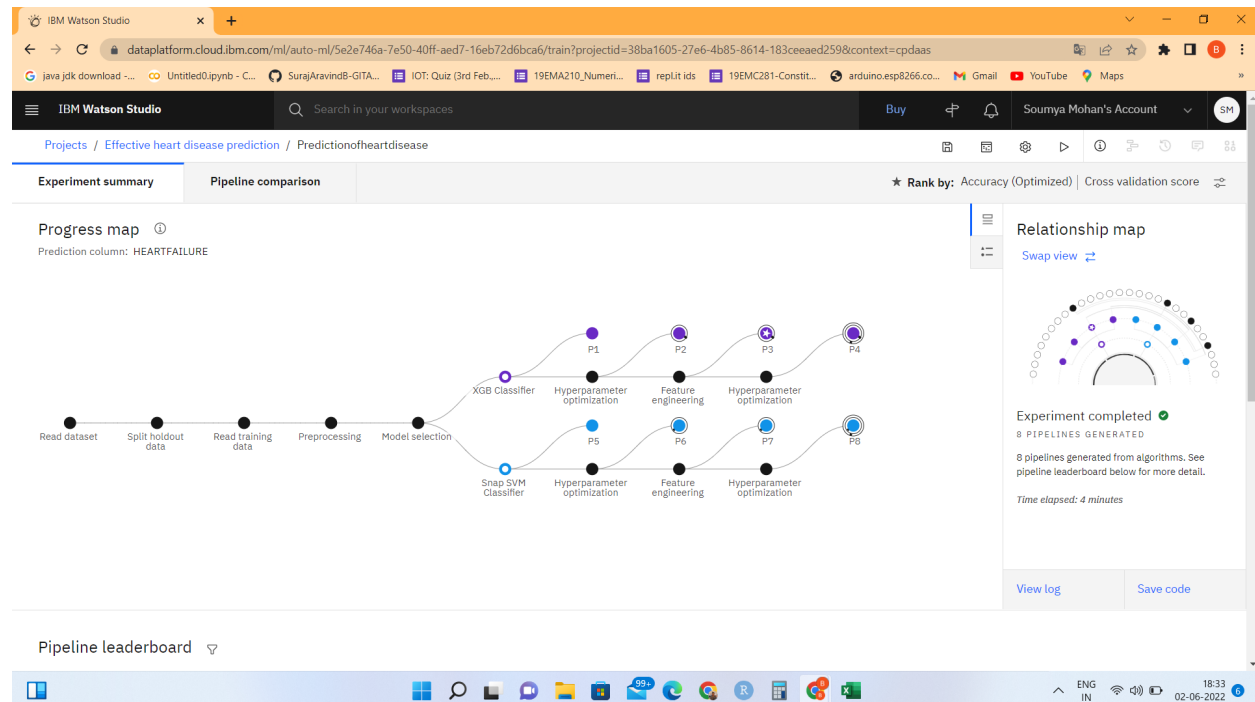 IBM Watson Studio
dataplatform.cloud.ibm.com/ml/auto-ml/5e2e746a-7e50-40ff-aed7-16eb72d6bca6/train?projectid=38ba1605-27e6-4b85-8614-183ceeaed259&context=cpdaas
B
java jdk download -... Untitled0.ipynb - C... SurajAravindB-GITA... IOT: Quiz (3rd Feb.,... 19EMA210_Numeri... repl.it ids 19EMC281-Constit... arduino.esp8266.co... Gmail YouTube Maps »
IBM Watson Studio Search in your workspaces Buy Soumya Mohan's Account SM
Projects / Effective heart disease prediction / Predictionofheartdisease
Experiment summary Pipeline comparison ★ Rank by: Accuracy (Optimized) | Cross validation score
Progress map
Prediction column: HEARTFAILURE
P1 P2 P3 P4
XGB Classifier
Hyperparameter
optimization
Feature
engineering
Hyperparameter
optimization
Read dataset
Split holdout
data
Read training
data
Preprocessing
Model selection
P5 P6 P7 P8
Snap SVM
Classifier
Hyperparameter
optimization
Feature
engineering
Hyperparameter
optimization
Relationship map
Swap view
Experiment completed
8 PIPELINES GENERATED
8 pipelines generated from algorithms. See
pipeline leaderboard below for more detail.
Time elapsed: 4 minutes
View log Save code
Pipeline leaderboard
99+
R
B
ENG
IN
18:33
02-06-2022
6